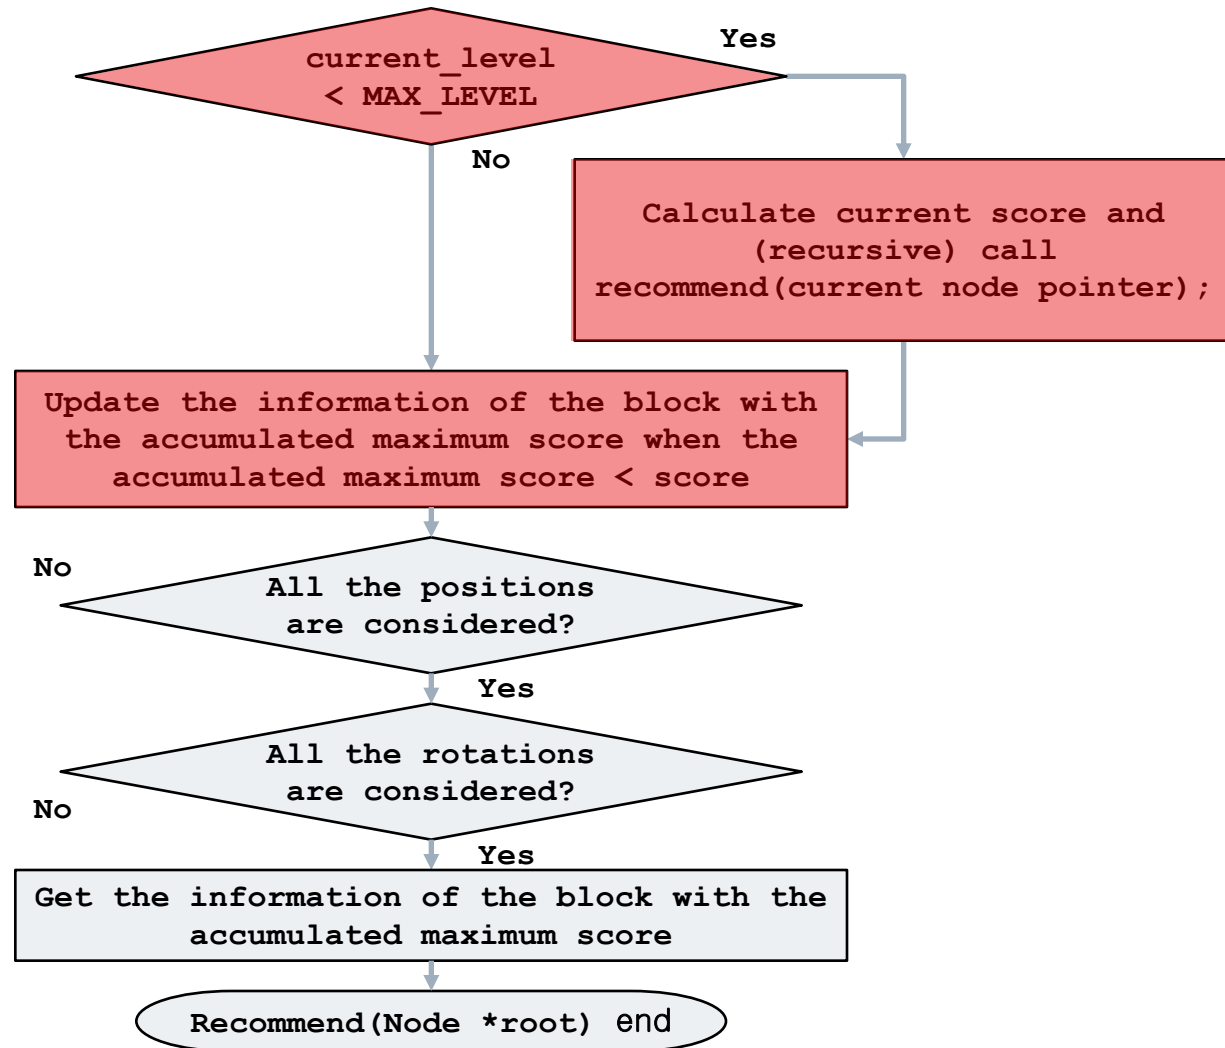 current_level
< MAX_LEVEL
Yes
No
Calculate current score and
(recursive) call
recommend(current node pointer);
Update the information of the block with
the accumulated maximum score when the
accumulated maximum score < score
No
All the positions
are considered?
Yes
All the rotations
are considered?
No
Yes
Get the information of the block with the
accumulated maximum score
Recommend(Node *root) end